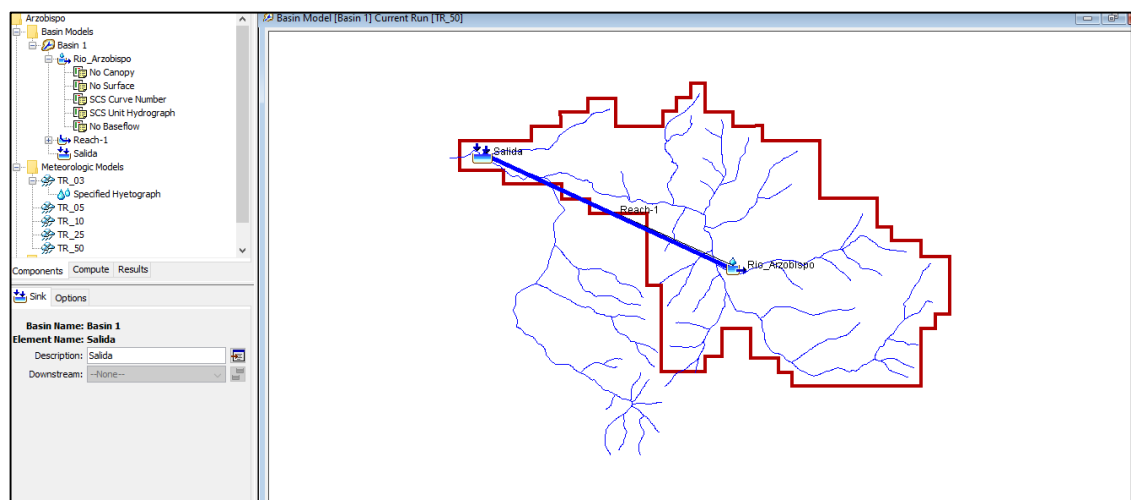 Arzobispo
Basin Models
Basin 1
Rio_Arzobispo
No Canopy
No Surface
SCS Curve Number
SCS Unit Hydrograph
No Baseflow
Reach-1
Salida
Meteorologic Models
TR_03
Specified Hyetograph
TR_05
TR_10
TR_25
TR_50
Components Compute Results
Sink Options
Basin Name: Basin 1
Element Name: Salida
Description: Salida
Downstream: --None--
Basin Model [Basin 1] Current Run [TR_50]
Salida
Reach-1
Rio_Arzobispo